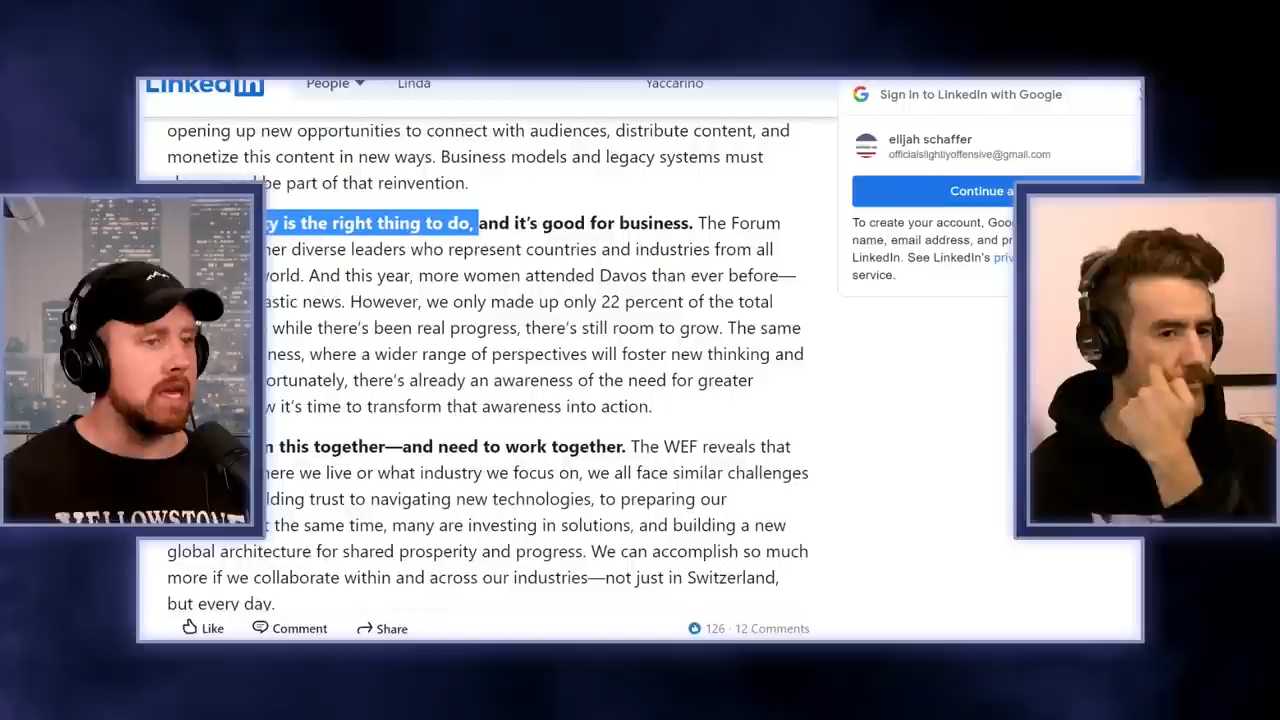 LinkedIn
People
Linda
Yaccarino
opening up new opportunities to connect with audiences, distribute content, and
monetize this content in new ways. Business models and legacy systems must
be part of that reinvention.
y is the right thing to do, and it’s good for business. The Forum
diverse leaders who represent countries and industries from all
world. And this year, more women attended Davos than ever before—
news. However, we only made up only 22 percent of the total
while there’s been real progress, there’s still room to grow. The same
where a wider range of perspectives will foster new thinking and
there’s already an awareness of the need for greater
it’s time to transform that awareness into action.
n this together—and need to work together. The WEF reveals that
we live or what industry we focus on, we all face similar challenges
trust to navigating new technologies, to preparing our
t the same time, many are investing in solutions, and building a new
global architecture for shared prosperity and progress. We can accomplish so much
more if we collaborate within and across our industries—not just in Switzerland,
but every day.
Like
Comment
Share
126 · 12 Comments
Sign in to LinkedIn with Google
elijah schaffer
officialslightlyoffensive@gmail.com
Continue a
To create your account, Goo
name, email address, and pr
LinkedIn. See LinkedIn's priv
service.
YELLOWSTONE